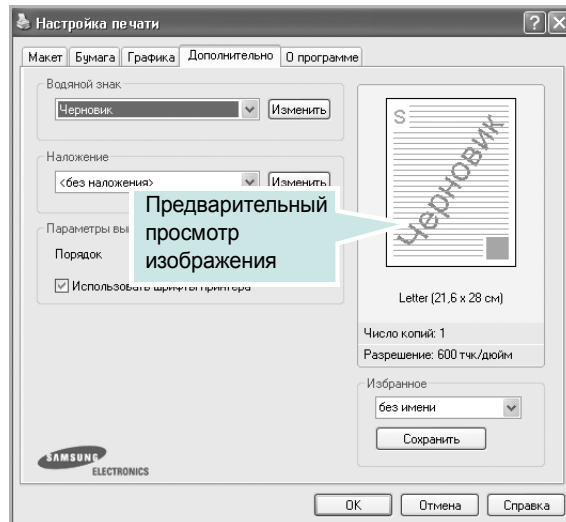 Настройка печати
Макет Бумага Графика Дополнительно О программе
Водяной знак
Черновик
Изменить
Наложение
<без наложения>
Изменить
Параметры вы
Порядок
Использовать шрифты принтера
Предварительный
просмотр
изображения
S
Черновик
Letter (21,6 x 28 см)
Число копий: 1
Разрешение: 600 тчк/дюйм
Избранное
без имени
Сохранить
SAMSUNG
ELECTRONICS
OK Отмена Справка